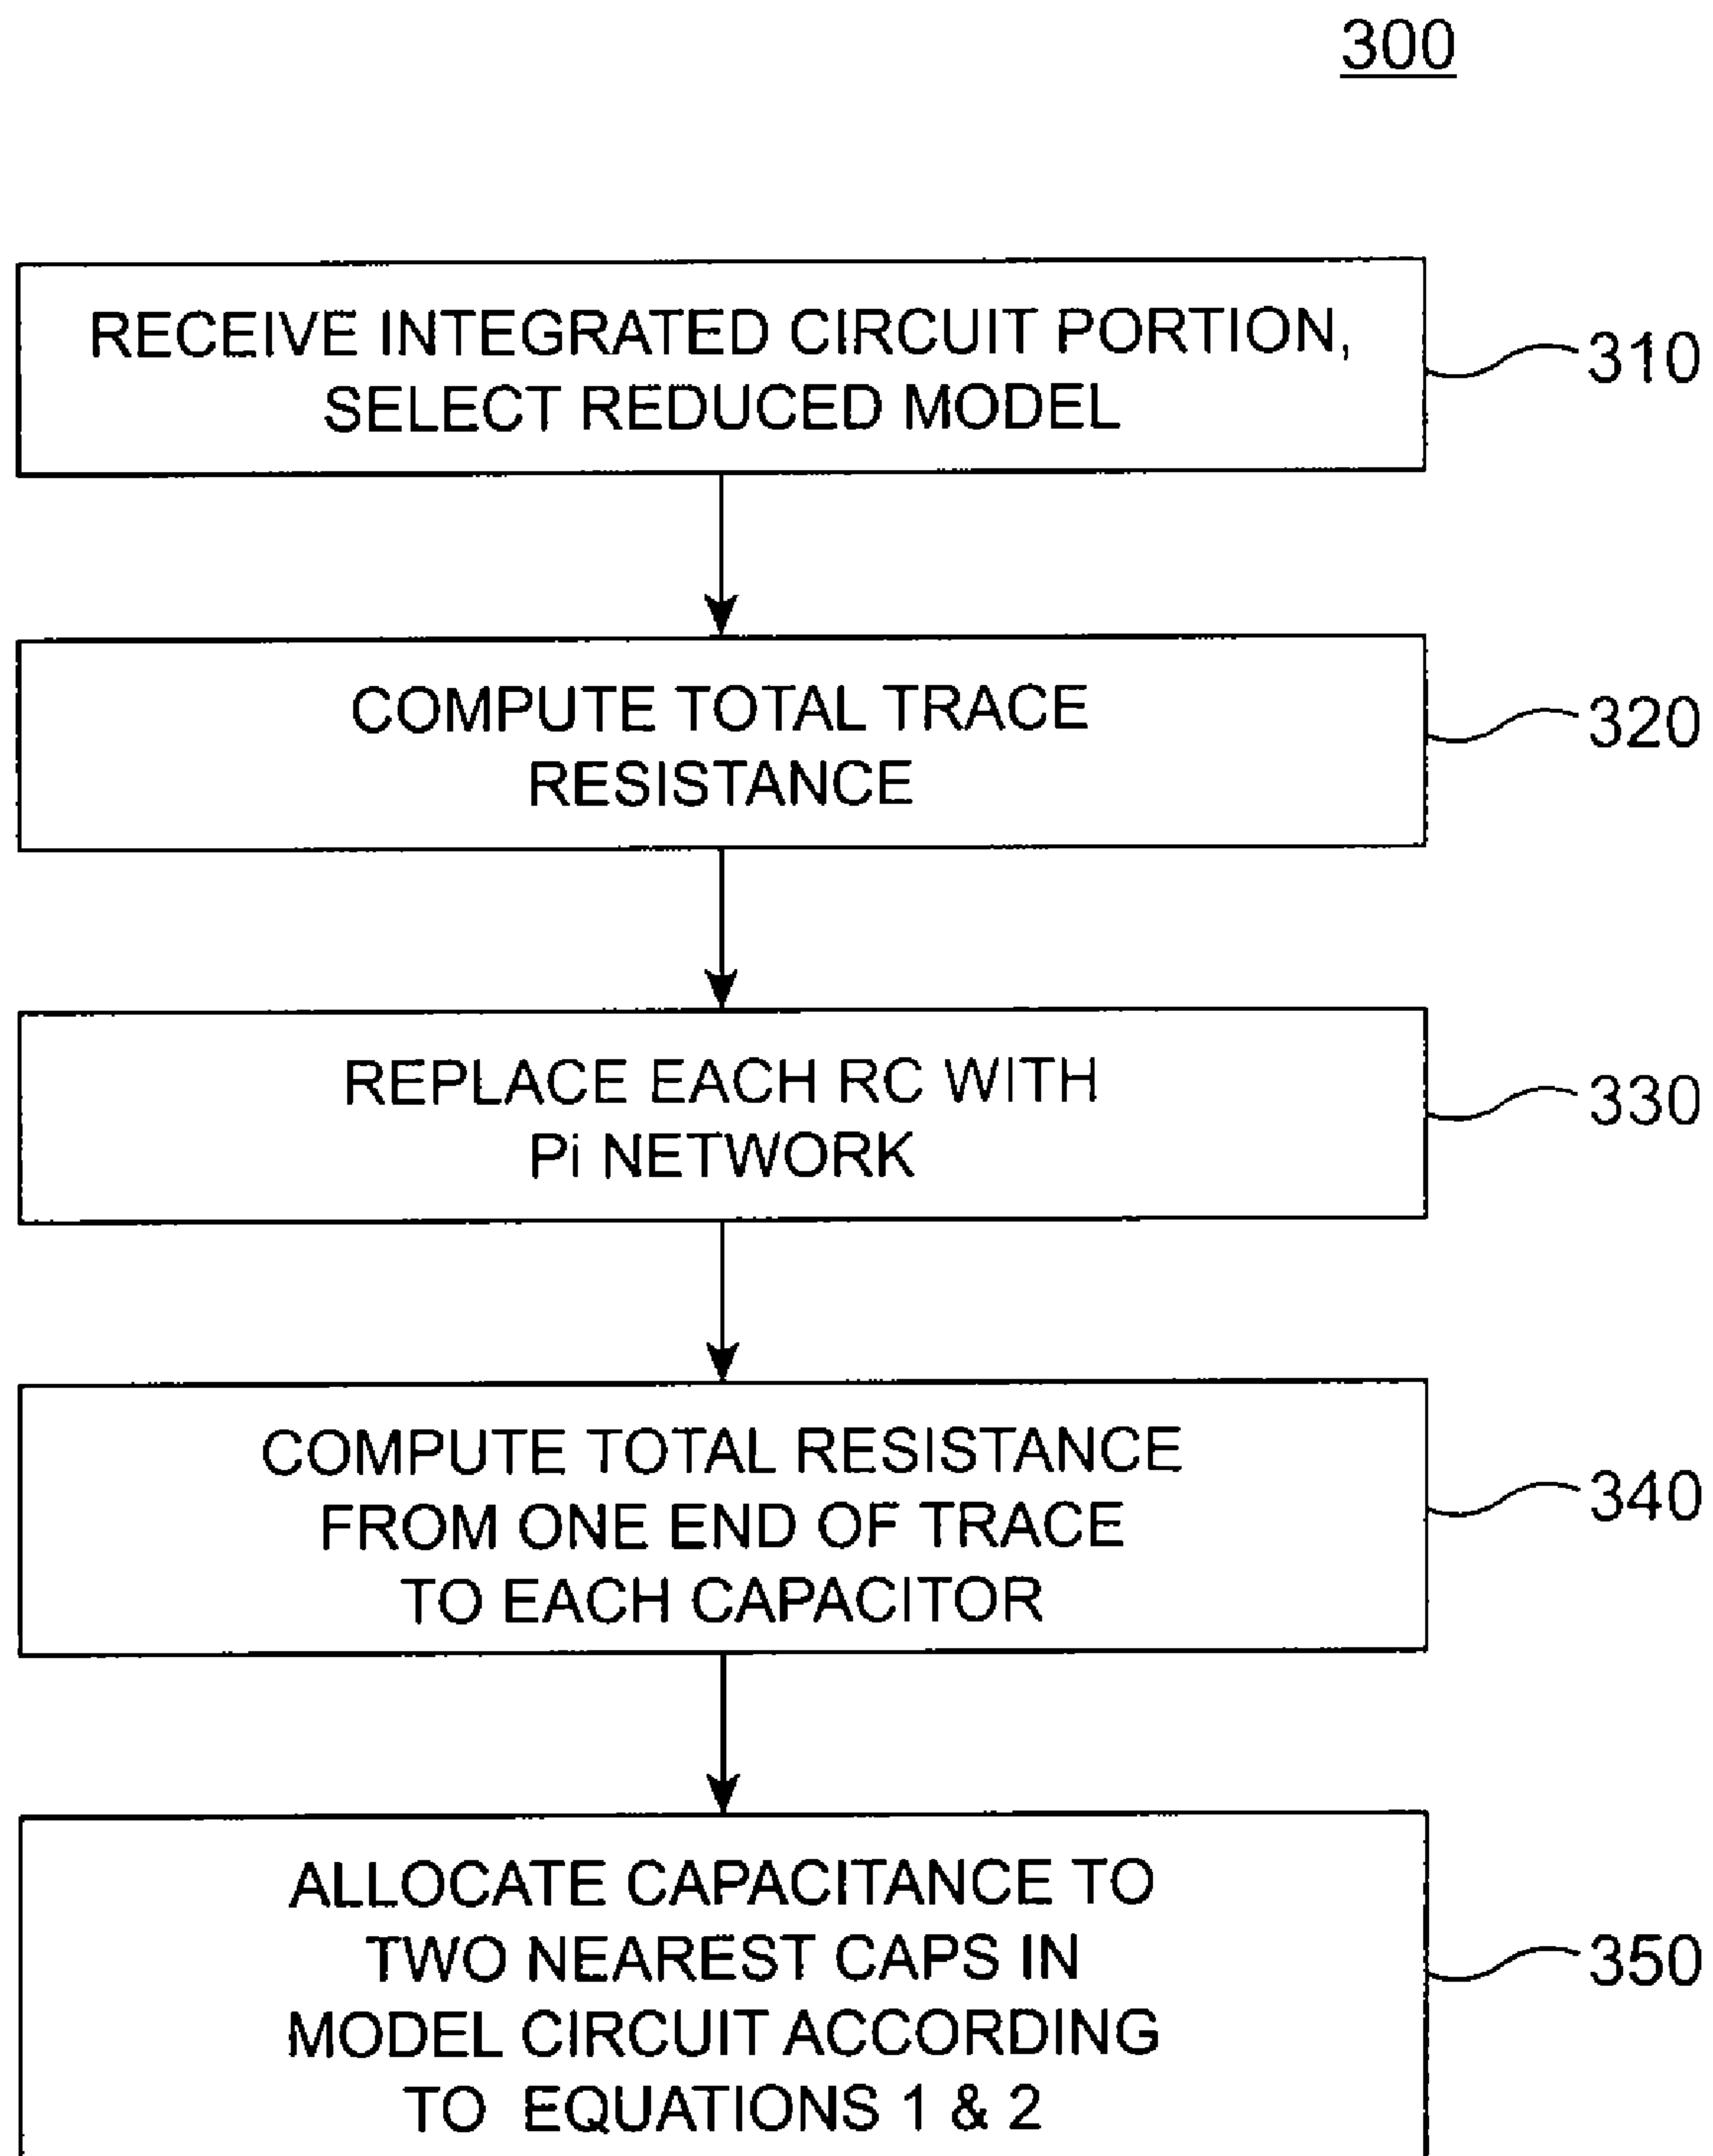 300
RECEIVE INTEGRATED CIRCUIT PORTION,
SELECT REDUCED MODEL
310
COMPUTE TOTAL TRACE
RESISTANCE
320
REPLACE EACH RC WITH
Pi NETWORK
330
COMPUTE TOTAL RESISTANCE
FROM ONE END OF TRACE
TO EACH CAPACITOR
340
ALLOCATE CAPACITANCE TO
TWO NEAREST CAPS IN
MODEL CIRCUIT ACCORDING
TO EQUATIONS 1 & 2
350